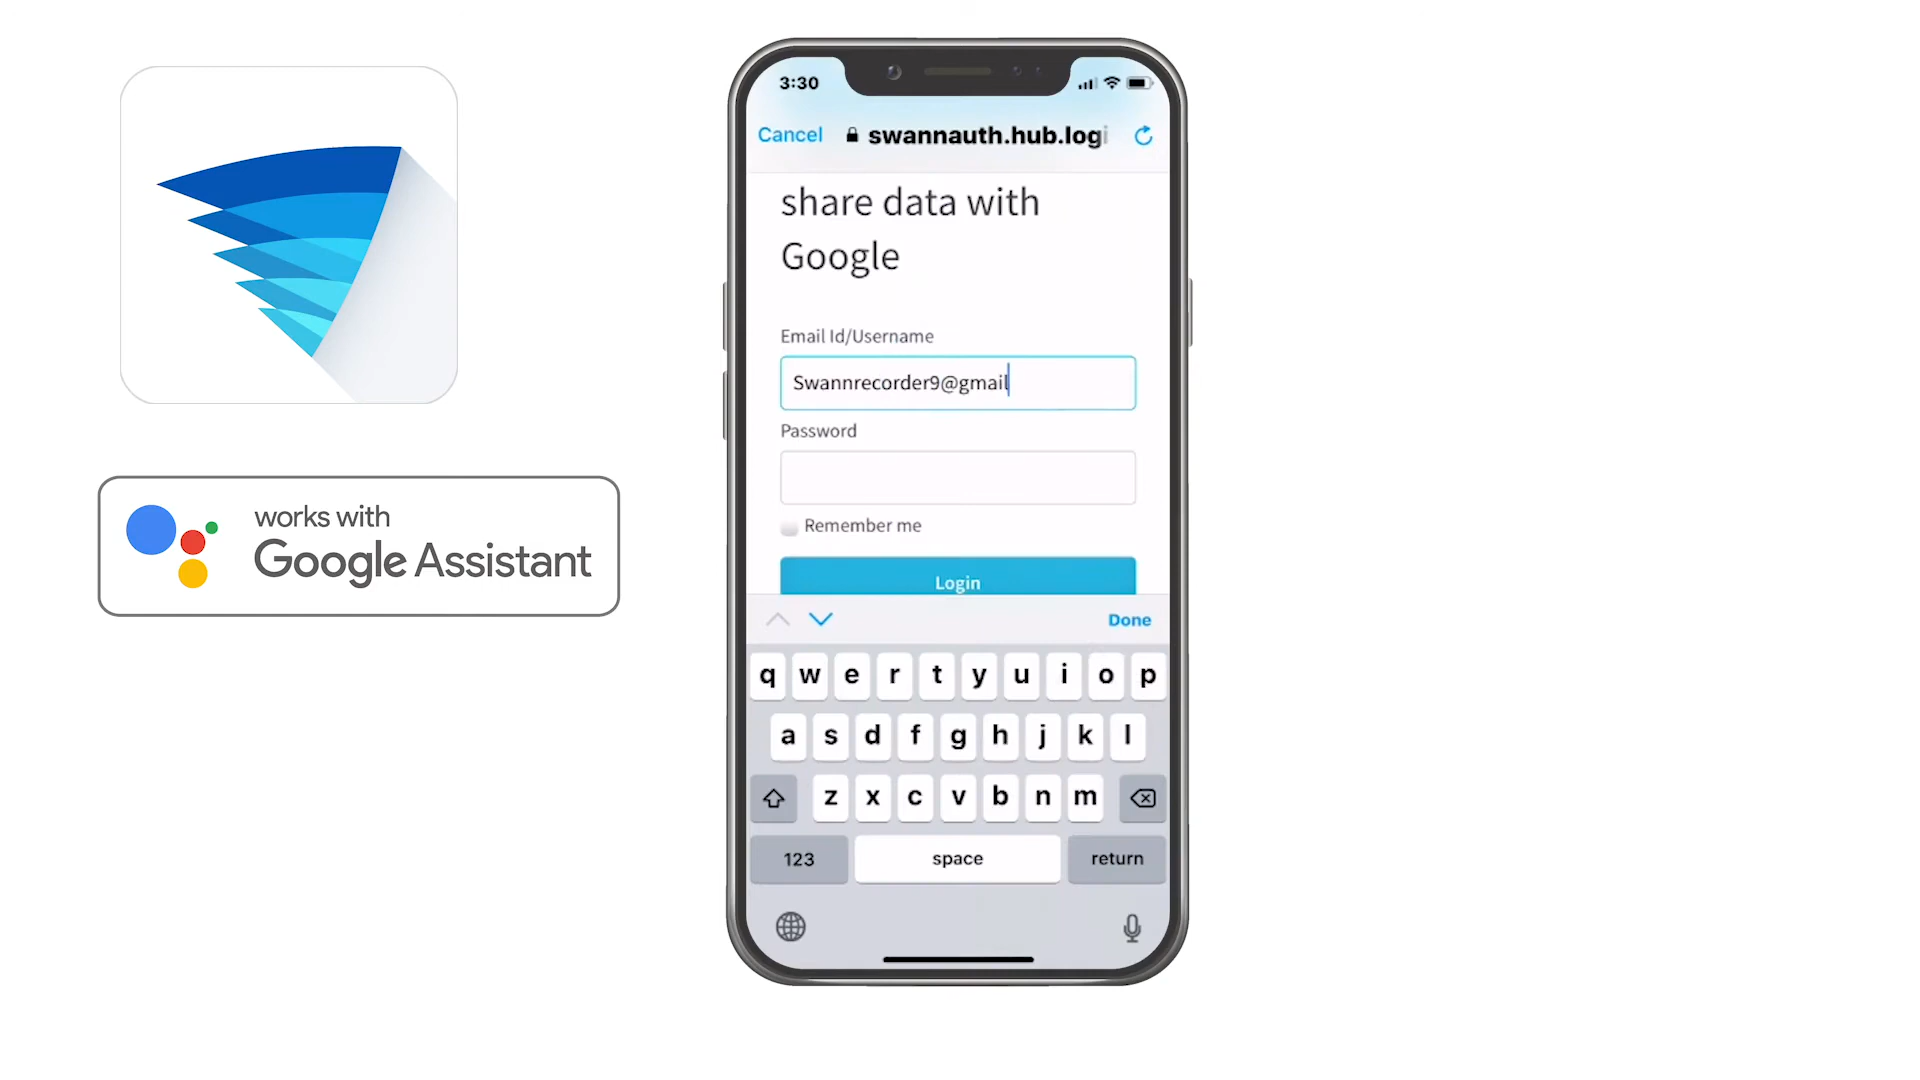 works with
Google Assistant
3:30
Cancel
swannauth.hub.logi
share data with
Google
Email Id/Username
Swannrecorder9@gmail
Password
Remember me
Login
Done
q w e r t y u i o p
a s d f g h j k l
z x c v b n m
123 space return